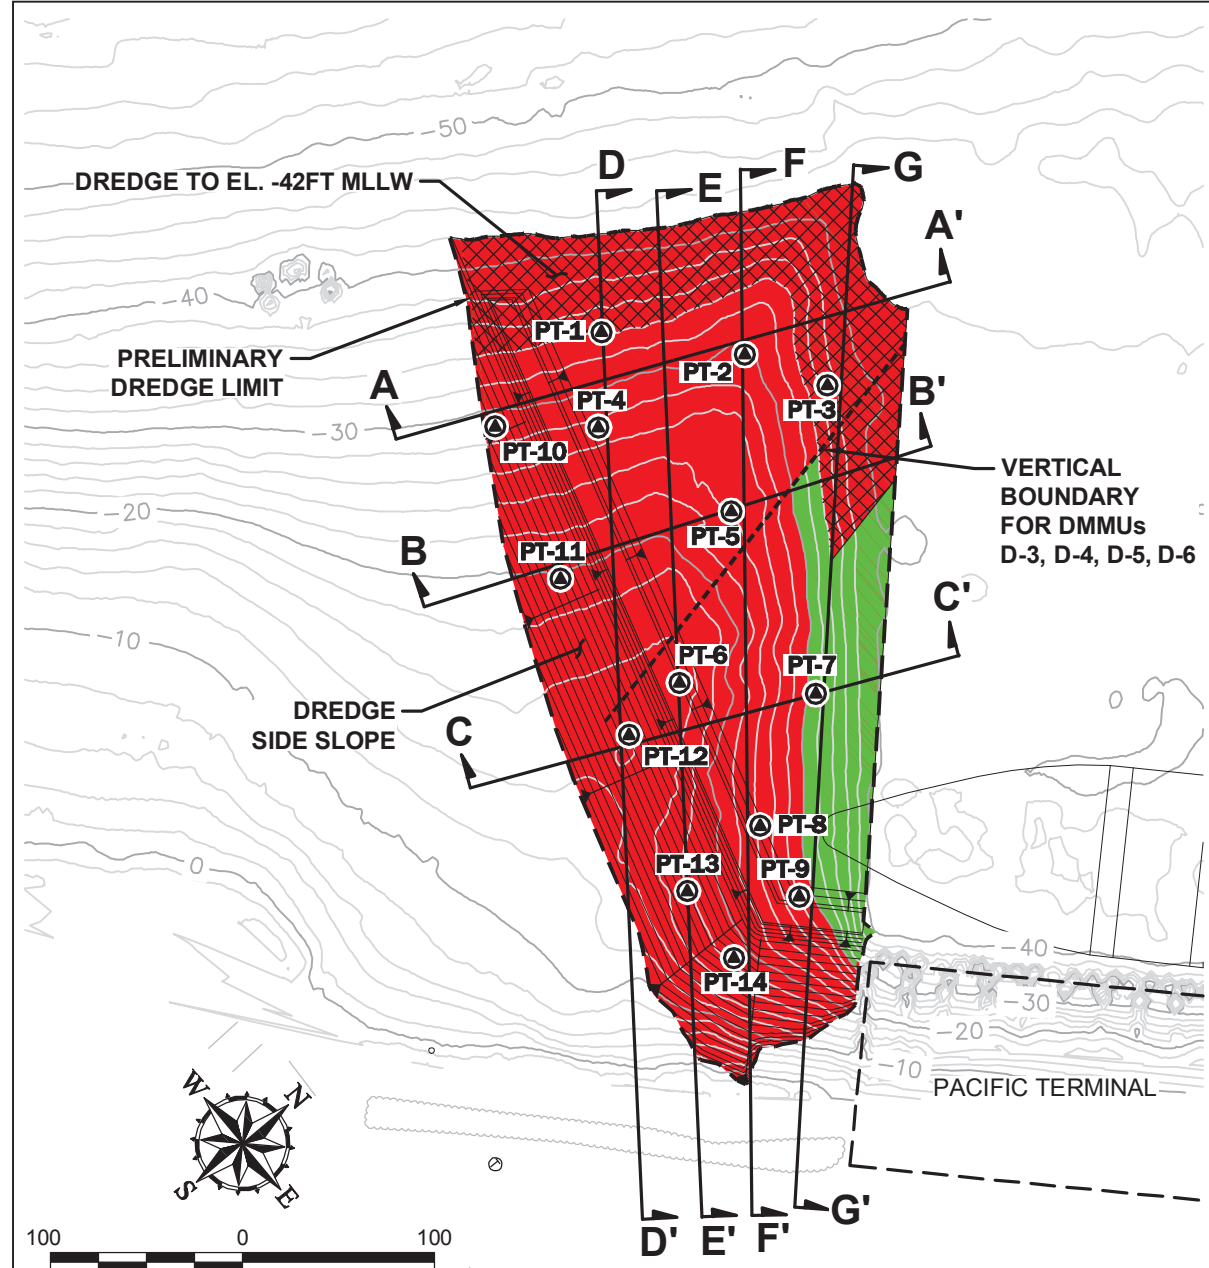 -50
DREDGE TO EL. -42FT MLLW
D
E
F
G
A'
-40
PRELIMINARY
DREDGE LIMIT
PT-1
PT-2
PT-3
A
PT-4
B'
-30
PT-10
VERTICAL
BOUNDARY
FOR DMMUs
D-3, D-4, D-5, D-6
-20
PT-5
B
PT-11
C'
-10
PT-6
PT-7
DREDGE
SIDE SLOPE
C
PT-12
PT-8
0
PT-13
PT-9
-40
PT-14
-30
-20
-10
PACIFIC TERMINAL
W
N
S
E
D'
E'
F'
G'
100 0 100